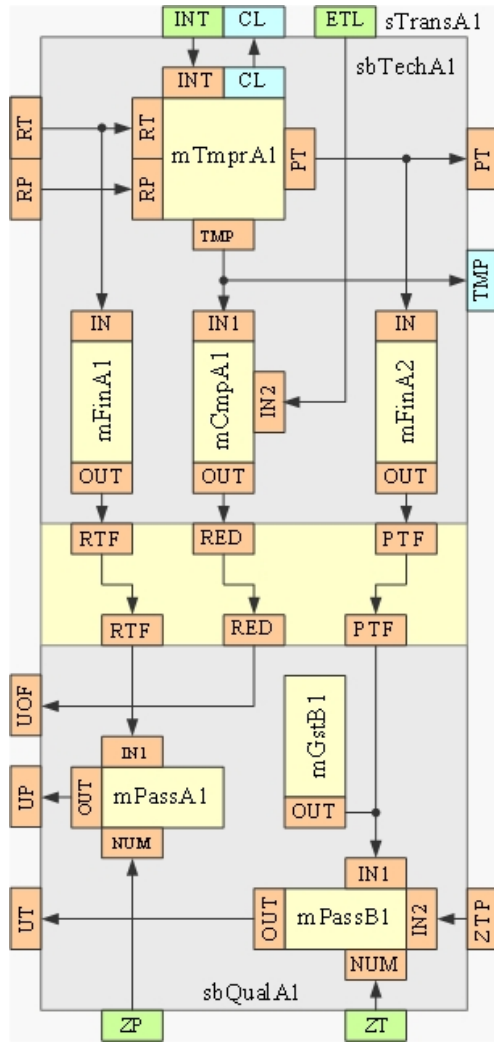 INT CL ETL sTransA1
sbTechA1
INT CL
RT RT PT PT
mTmprA1
RP RP
TMP
TMP
IN IN1 IN
mFinA1 mCmpA1 IN2 mFinA2
OUT OUT OUT
RTF RED PTF
RTF RED PTF
UOF
mGstB1
IN1
UP OUT mPassA1
NUM
OUT
IN1
UT OUT mPassB1 IN2 ZTP
NUM
sbQualA1
ZP ZT